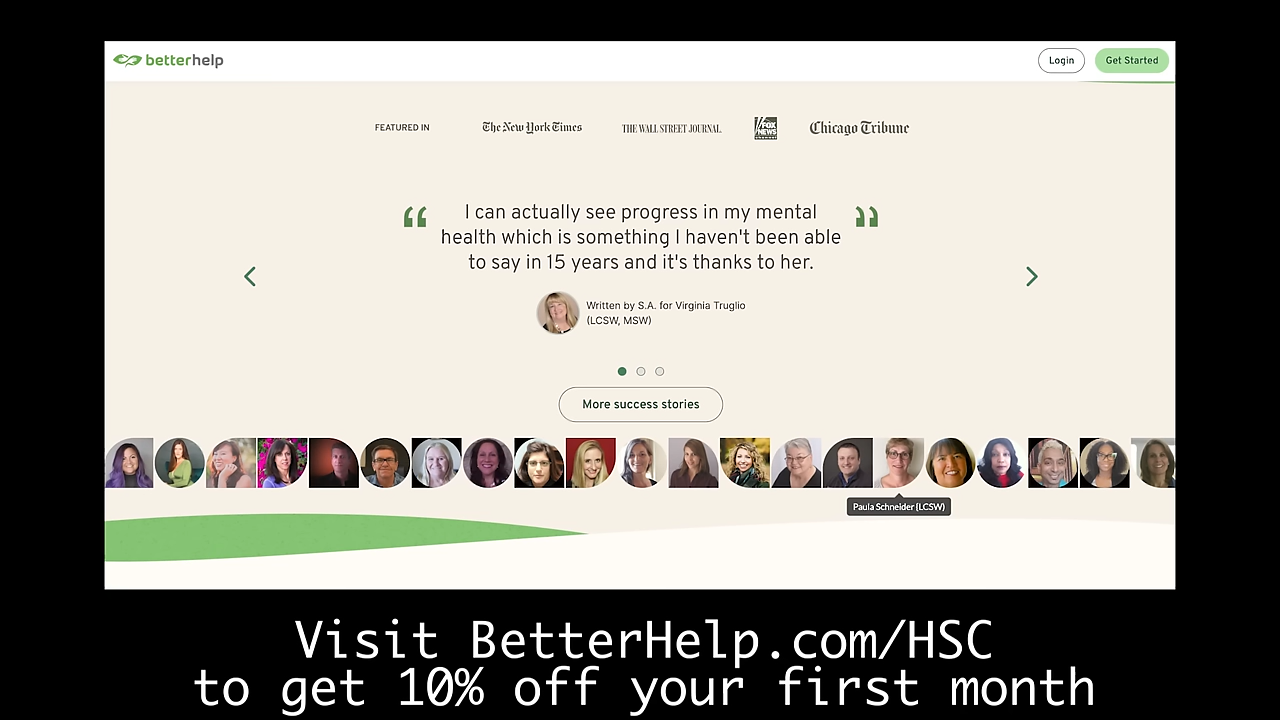 betterhelp
Login
Get Started
FEATURED IN
The New York Times
THE WALL STREET JOURNAL
FOX NEWS
Chicago Tribune
“ I can actually see progress in my mental ”
health which is something I haven't been able
to say in 15 years and it's thanks to her.
Written by S.A. for Virginia Truglio
(LCSW, MSW)
More success stories
Paula Schneider (LCSW)
Visit BetterHelp.com/HSC
to get 10% off your first month